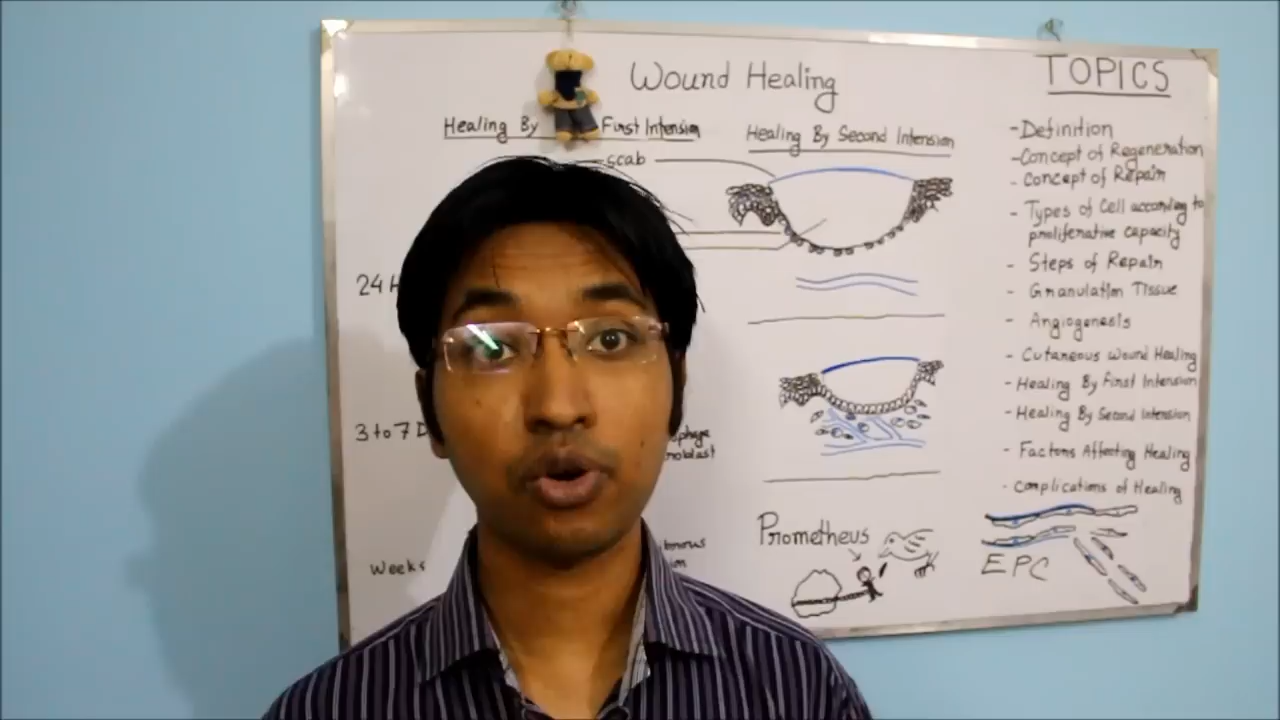 Wound Healing
Healing By First Intension
Healing By Second Intension
scab
24 H
3 to 7 D
Weeks
Prometheus
EPC
TOPICS
- Definition
- Concept of Regeneration
- Concept of Repair
- Types of Cell according to
proliferative capacity
- Steps of Repair
- Granulation Tissue
- Angiogenesis
- Cutaneous Wound Healing
- Healing By First Intension
- Healing By Second Intension
- Factors Affecting Healing
- Complications of Healing